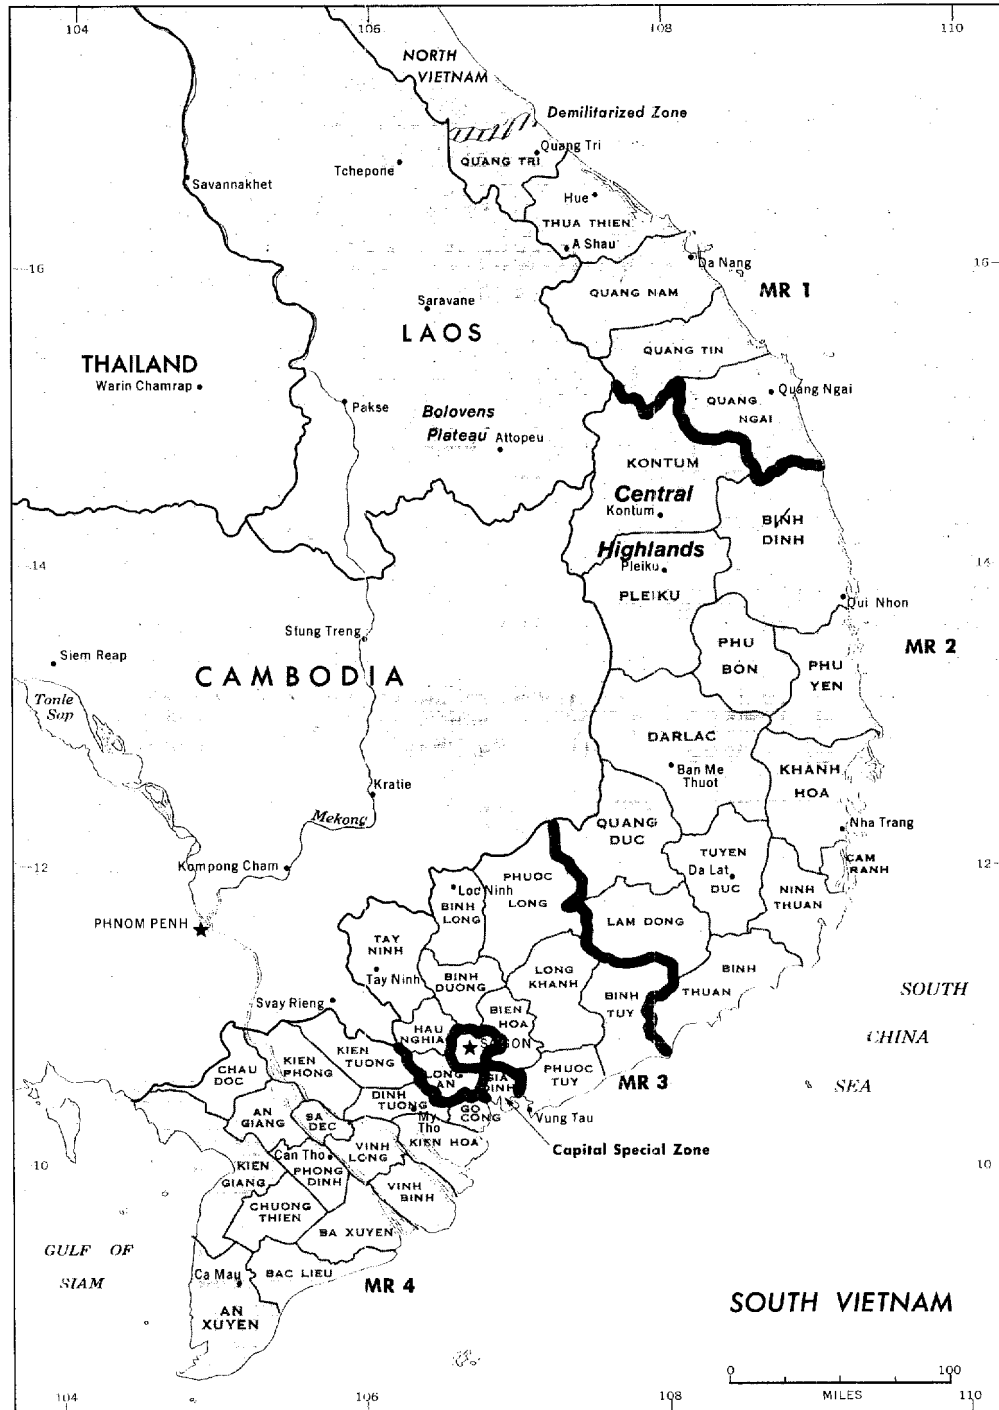 104
106
108
110
NORTH
VIETNAM
Demilitarized Zone
Quang Tri
QUANG TRI
Tchepone
Savannakhet
Hue
THUA THIEN
A Shau
16
Da Nang
16
QUANG NAM
MR 1
Saravane
LAOS
QUANG TIN
THAILAND
Warin Chamrap
Quang Ngai
QUANG
NGAI
Pakse
Bolovens
Plateau
Attopeu
KONTUM
Central
Kontum
BINH
DINH
Highlands
14
14
Pleiku
PLEIKU
Qui Nhon
Stung Treng
PHU
BON
MR 2
Siem Reap
CAMBODIA
PHU
YEN
Tonle
Sap
DARLAC
Ban Me
Thuot
KHANH
HOA
Kratie
Mekong
QUANG
DUC
Nha Trang
TUYEN
DUC
Da Lat
12
Kompong Cham
12
CAM
RANH
PHUOC
LONG
Loc Ninh
BINH
LONG
NINH
THUAN
PHNOM PENH
LAM DONG
TAY
NINH
Tay Ninh
BINH
DUONG
LONG
KHANH
BINH
THUAN
BINH
TUY
Svay Rieng
BIEN
HOA
SOUTH
CHINA
SEA
HAU
NGHIA
SAIGON
KIEN
TUONG
KIEN
PHONG
CHAU
DOC
LONG
AN
GIA
DINH
PHUOC
TUY
MR 3
DINH
TUONG
AN
GIANG
SA
DEC
My
Tho
GO
CONG
Vung Tau
KIEN HOA
Capital Special Zone
Can Tho
PHONG
DINH
VINH
LONG
10
10
KIEN
GIANG
VINH
BINH
CHUONG
THIEN
BA XUYEN
GULF OF
SIAM
Ca Mau
BAC LIEU
MR 4
AN
XUYEN
SOUTH VIETNAM
0
100
MILES
104
106
108
110